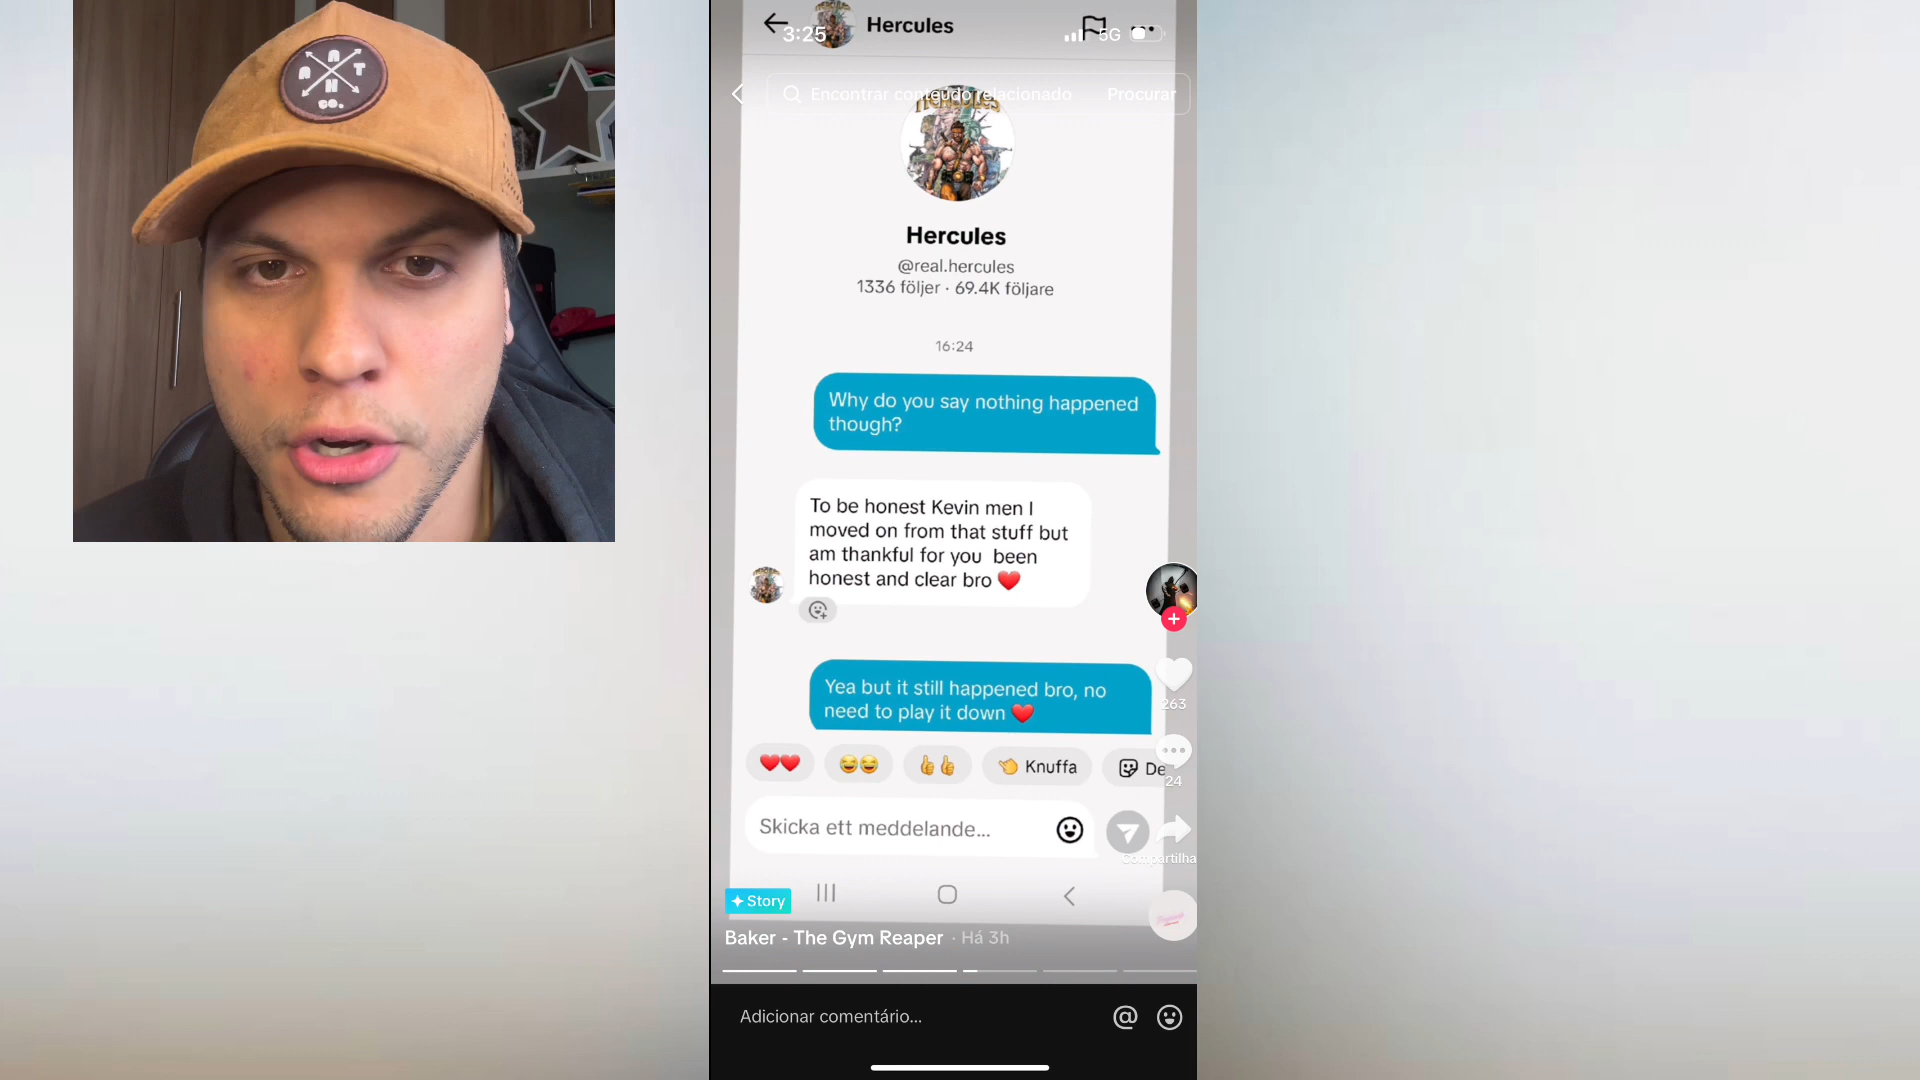 A
A T
H
CO.
Hercules
3:25
5G
Encontrar conteúdo relacionado
Procurar
HERCULES
Hercules
@real.hercules
1336 följer · 69.4K följare
16:24
Why do you say nothing happened
though?
To be honest Kevin men I
moved on from that stuff but
am thankful for you been
honest and clear bro ❤️
Yea but it still happened bro, no
need to play it down ❤️
❤️❤️
😂😂
👍👍
👈 Knuffa
De
263
24
Skicka ett meddelande...
Compartilha
Story
Baker - The Gym Reaper · Há 3h
Adicionar comentário...
@